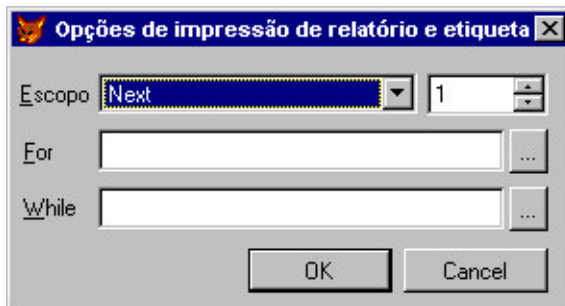 Opções de impressão de relatório e etiqueta
Escopo Next 1
For ...
While ...
OK Cancel